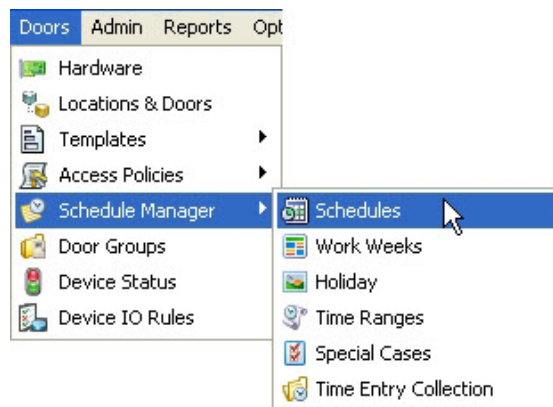 Doors Admin Reports Opt
Hardware
Locations & Doors
Templates
Access Policies
Schedule Manager
Door Groups
Device Status
Device IO Rules
Schedules
Work Weeks
Holiday
Time Ranges
Special Cases
Time Entry Collection